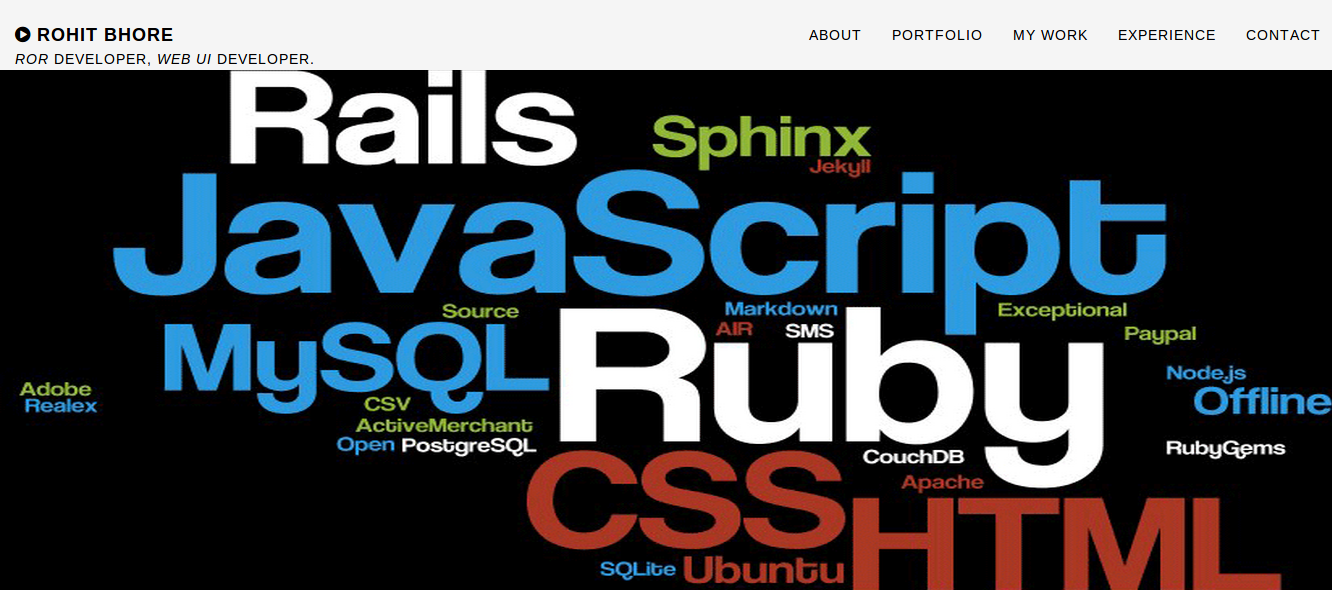 ROHIT BHORE
ROR DEVELOPER, WEB UI DEVELOPER.
ABOUT PORTFOLIO MY WORK EXPERIENCE CONTACT
Rails
Sphinx
Jekyll
JavaScript
Source
Markdown
Exceptional
MySQL
Ruby
AIR
SMS
Paypal
Node.js
Adobe
Offline
Realex
CSV
ActiveMerchant
Open
PostgreSQL
RubyGems
CouchDB
CSS
Apache
HTML
SQLite
Ubuntu